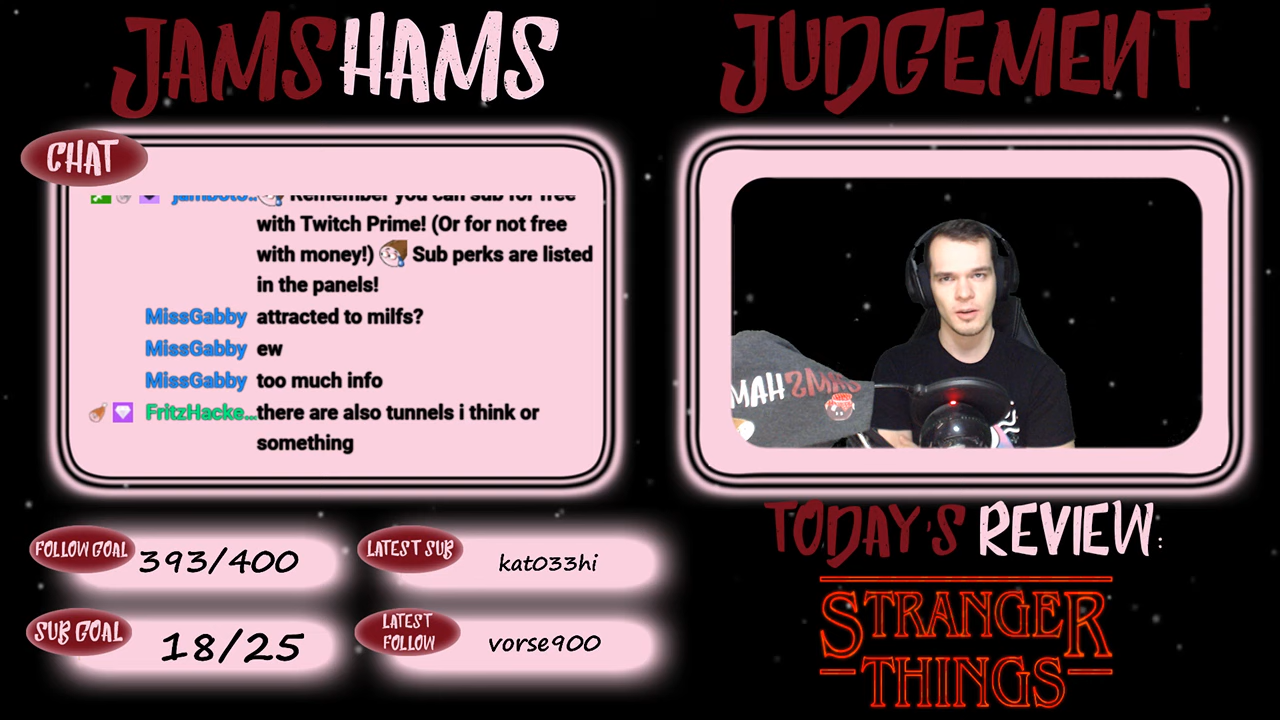 JAMSHAMS
JUDGEMENT
CHAT
jamboto.. Remember you can sub for free
with Twitch Prime! (Or for not free
with money!) Sub perks are listed
in the panels!
MissGabby attracted to milfs?
MissGabby ew
MissGabby too much info
FritzHacke... there are also tunnels i think or
something
HAMSMAS
TODAY'S REVIEW:
STRANGER
THINGS
FOLLOW GOAL 393/400
LATEST SUB kat033hi
SUB GOAL 18/25
LATEST
FOLLOW vorse900